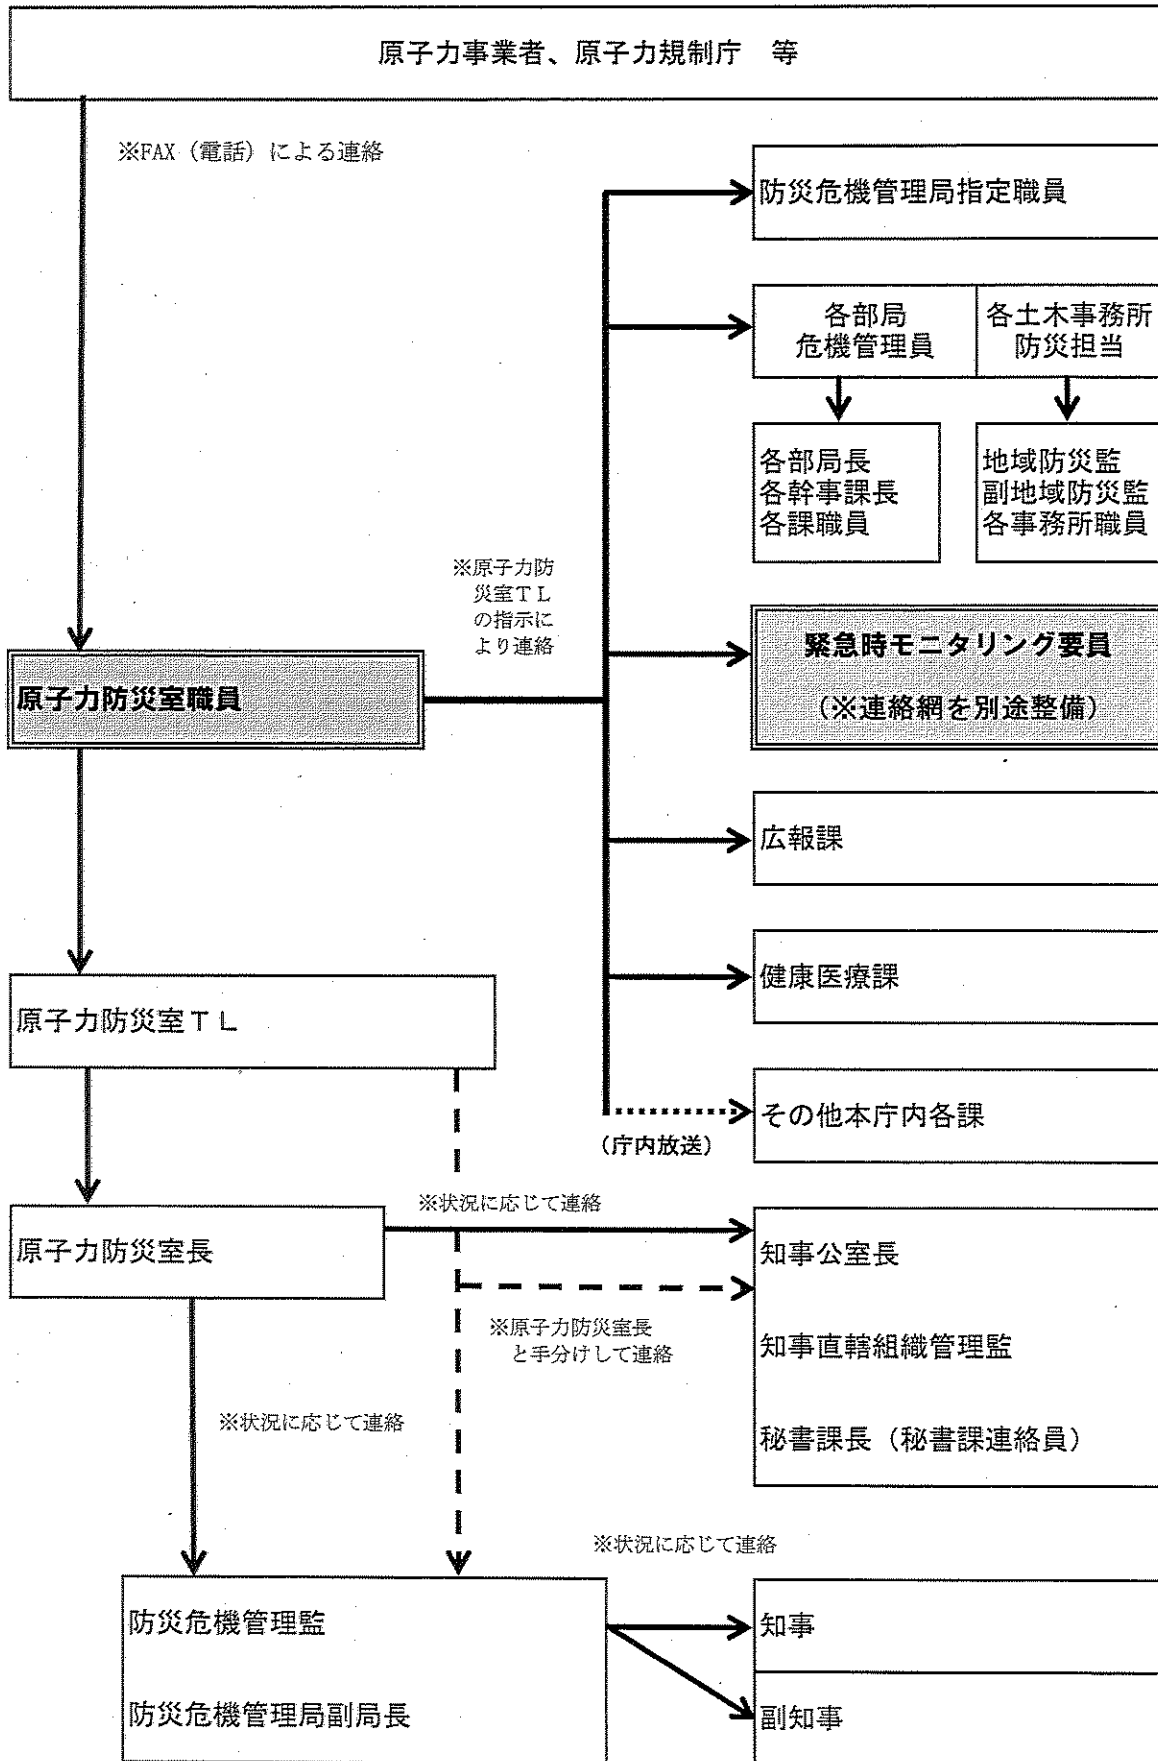 原子力事業者、原子力規制庁　等
※FAX（電話）による連絡
防災危機管理局指定職員
各部局
危機管理員
各土木事務所
防災担当
各部局長
各幹事課長
各課職員
地域防災監
副地域防災監
各事務所職員
※原子力防
災室ＴＬ
の指示に
より連絡
緊急時モニタリング要員
（※連絡網を別途整備）
原子力防災室職員
広報課
健康医療課
原子力防災室ＴＬ
その他本庁内各課
（庁内放送）
※状況に応じて連絡
原子力防災室長
知事公室長
※原子力防災室長
と手分けして連絡
知事直轄組織管理監
※状況に応じて連絡
秘書課長（秘書課連絡員）
※状況に応じて連絡
防災危機管理監
防災危機管理局副局長
知事
副知事